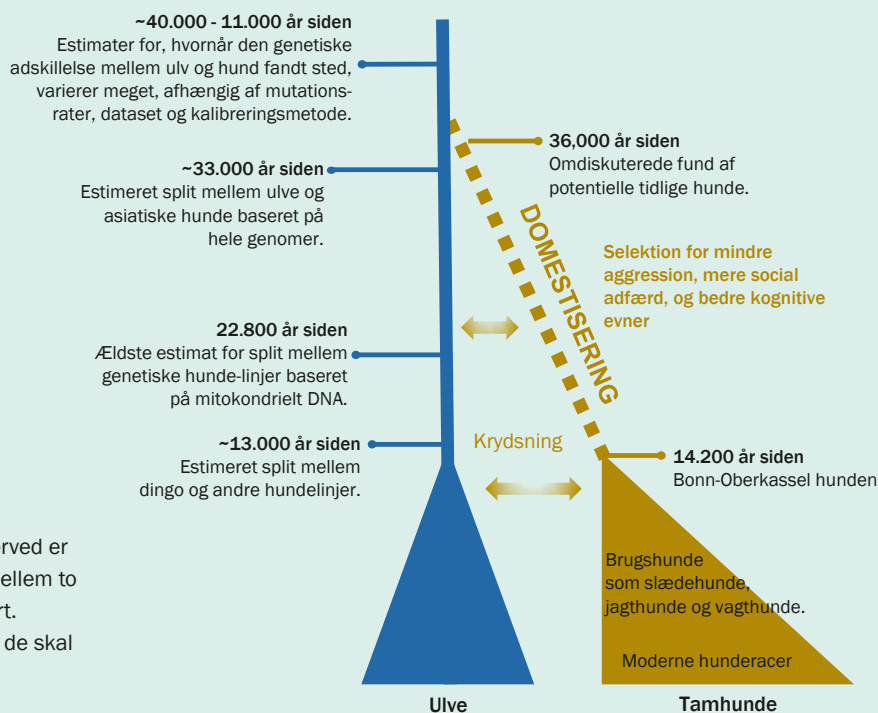 ~40.000 - 11.000 år siden
Estimater for, hvornår den genetiske
adskillelse mellem ulv og hund fandt sted,
varierer meget, afhængig af mutations-
rater, dataset og kalibreringsmetode.
36,000 år siden
Omdiskuterede fund af
potentielle tidlige hunde.
~33.000 år siden
Estimeret split mellem ulve og
asiatiske hunde baseret på
hele genomer.
DOMESTISERING
Selektion for mindre
aggression, mere social
adfærd, og bedre kognitive
evner
22.800 år siden
Ældste estimat for split mellem
genetiske hunde-linjer baseret
på mitokondrielt DNA.
~13.000 år siden
Estimeret split mellem
dingo og andre hundelinjer.
Krydsning
14.200 år siden
Bonn-Oberkassel hunden
erved er
ellem to
rt.
de skal
Brugshunde
som slædehunde,
jagthunde og vagthunde.
Moderne hunderacer
Ulve
Tamhunde